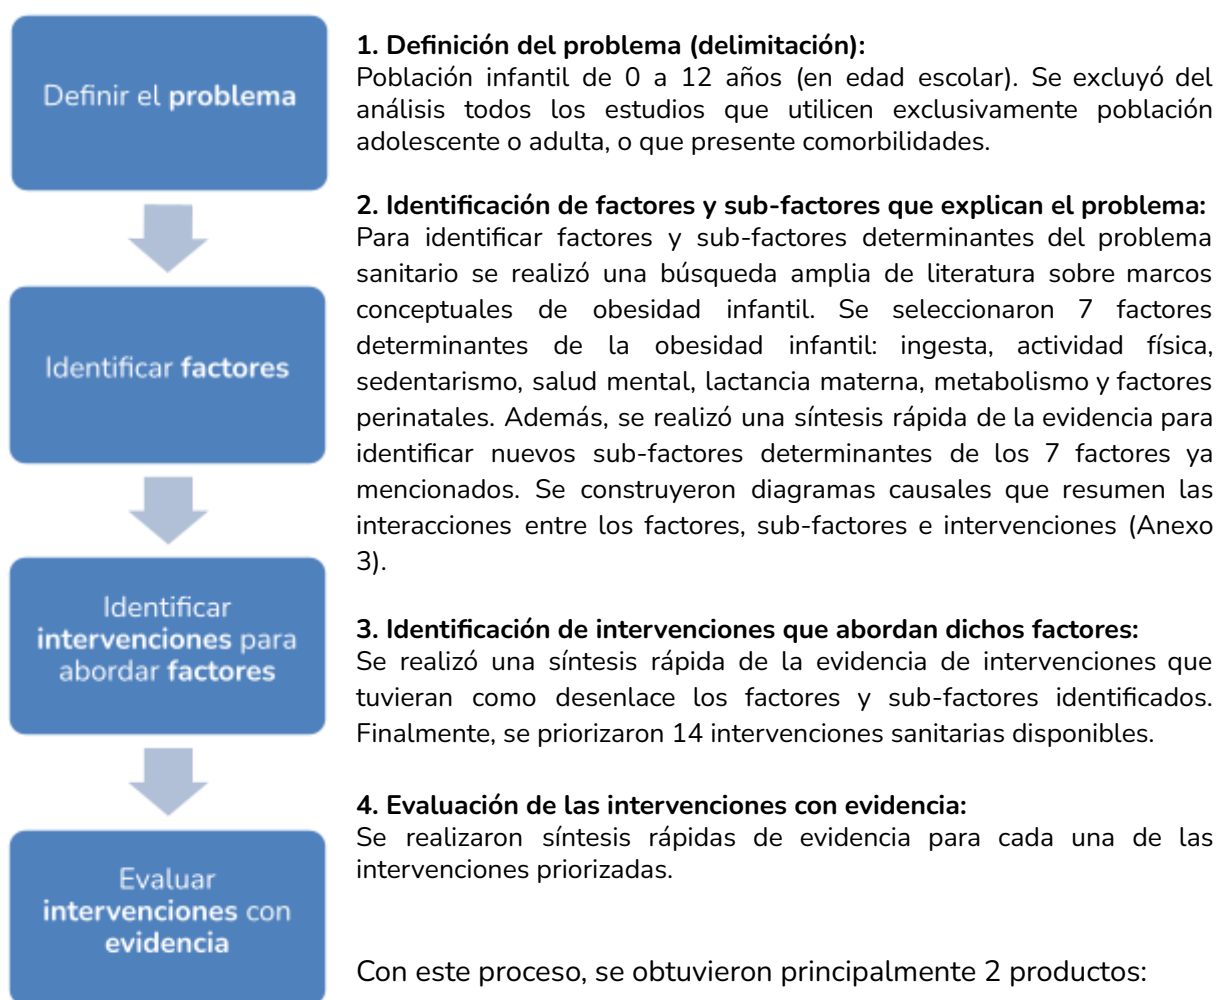 Definir el problema
1. Definición del problema (delimitación):
Población infantil de 0 a 12 años (en edad escolar). Se excluyó del
análisis todos los estudios que utilicen exclusivamente población
adolescente o adulta, o que presente comorbilidades.
Identificar factores
2. Identificación de factores y sub-factores que explican el problema:
Para identificar factores y sub-factores determinantes del problema
sanitario se realizó una búsqueda amplia de literatura sobre marcos
conceptuales de obesidad infantil. Se seleccionaron 7 factores
determinantes de la obesidad infantil: ingesta, actividad física,
sedentarismo, salud mental, lactancia materna, metabolismo y factores
perinatales. Además, se realizó una síntesis rápida de la evidencia para
identificar nuevos sub-factores determinantes de los 7 factores ya
mencionados. Se construyeron diagramas causales que resumen las
interacciones entre los factores, sub-factores e intervenciones (Anexo
3).
Identificar
intervenciones para
abordar factores
3. Identificación de intervenciones que abordan dichos factores:
Se realizó una síntesis rápida de la evidencia de intervenciones que
tuvieran como desenlace los factores y sub-factores identificados.
Finalmente, se priorizaron 14 intervenciones sanitarias disponibles.
Evaluar
intervenciones con
evidencia
4. Evaluación de las intervenciones con evidencia:
Se realizaron síntesis rápidas de evidencia para cada una de las
intervenciones priorizadas.
Con este proceso, se obtuvieron principalmente 2 productos: